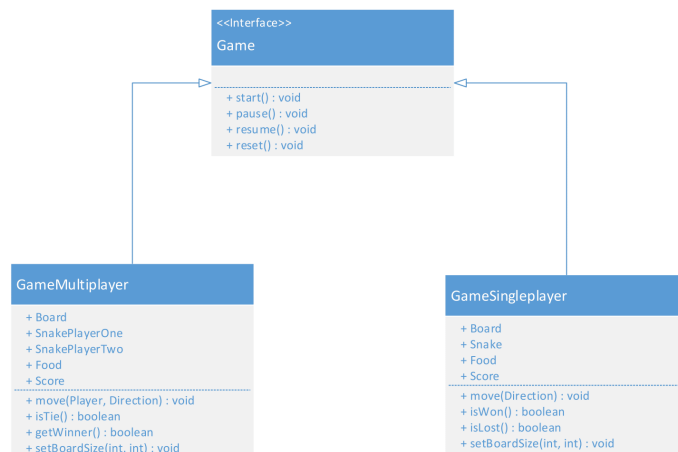 <<Interface>>
Game
+ start() : void
+ pause() : void
+ resume() : void
+ reset() : void
GameMultiplayer
+ Board
+ SnakePlayerOne
+ SnakePlayerTwo
+ Food
+ Score
+ move(Player, Direction) : void
+ isTie() : boolean
+ getWinner() : boolean
+ setBoardSize(int, int) : void
GameSingleplayer
+ Board
+ Snake
+ Food
+ Score
+ move(Direction) : void
+ isWon() : boolean
+ isLost() : boolean
+ setBoardSize(int, int) : void